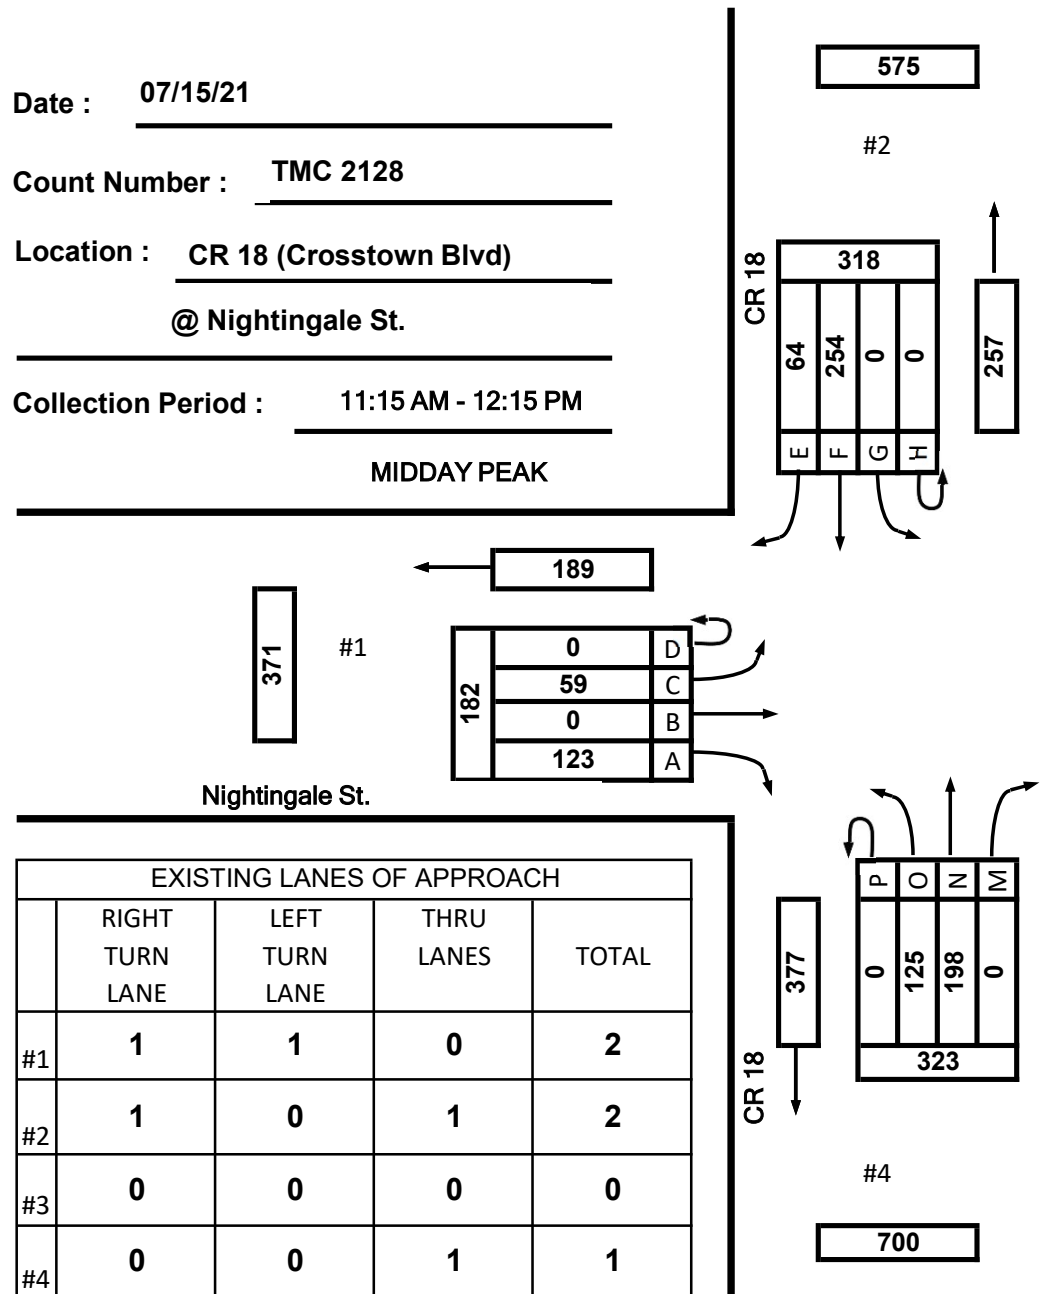 Date : 07/15/21
Count Number : TMC 2128
Location : CR 18 (Crosstown Blvd)
@ Nightingale St.
Collection Period : 11:15 AM - 12:15 PM
MIDDAY PEAK
575
#2
CR 18
318
64 254 0 0
E F G H
257
189
371
#1
182
0 D
59 C
0 B
123 A
Nightingale St.
EXISTING LANES OF APPROACH
RIGHT TURN LANE
LEFT TURN LANE
THRU LANES
TOTAL
#1 1 1 0 2
#2 1 0 1 2
#3 0 0 0 0
#4 0 0 1 1
CR 18
377
P O N M
0 125 198 0
323
#4
700